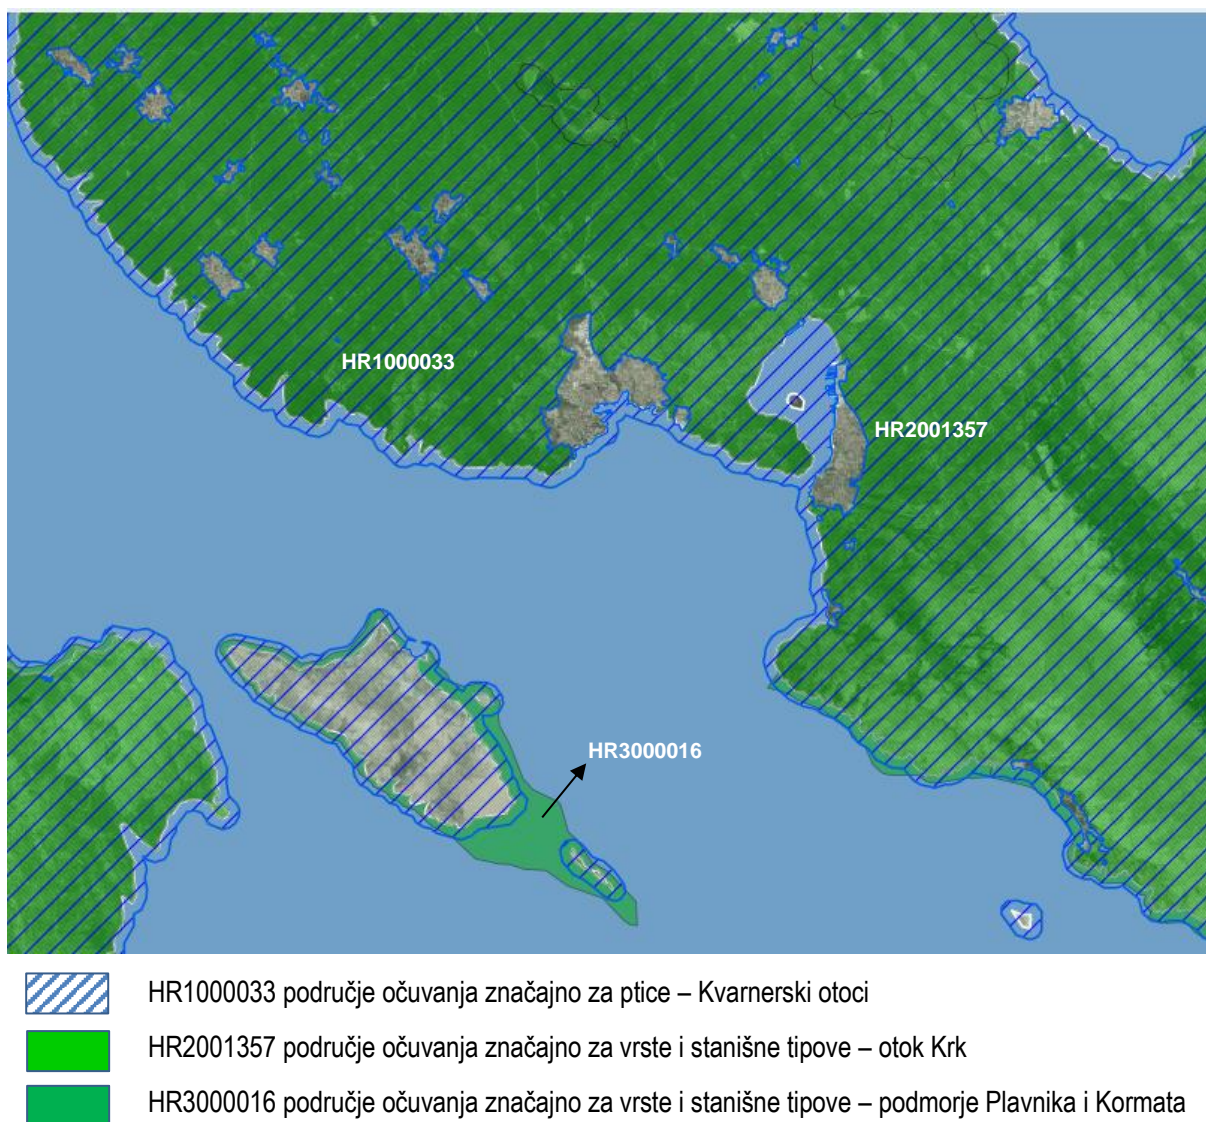 HR1000033
HR2001357
HR3000016
HR1000033 područje očuvanja značajno za ptice – Kvarnerski otoci
HR2001357 područje očuvanja značajno za vrste i stanišne tipove – otok Krk
HR3000016 područje očuvanja značajno za vrste i stanišne tipove – podmorje Plavnika i Kormata